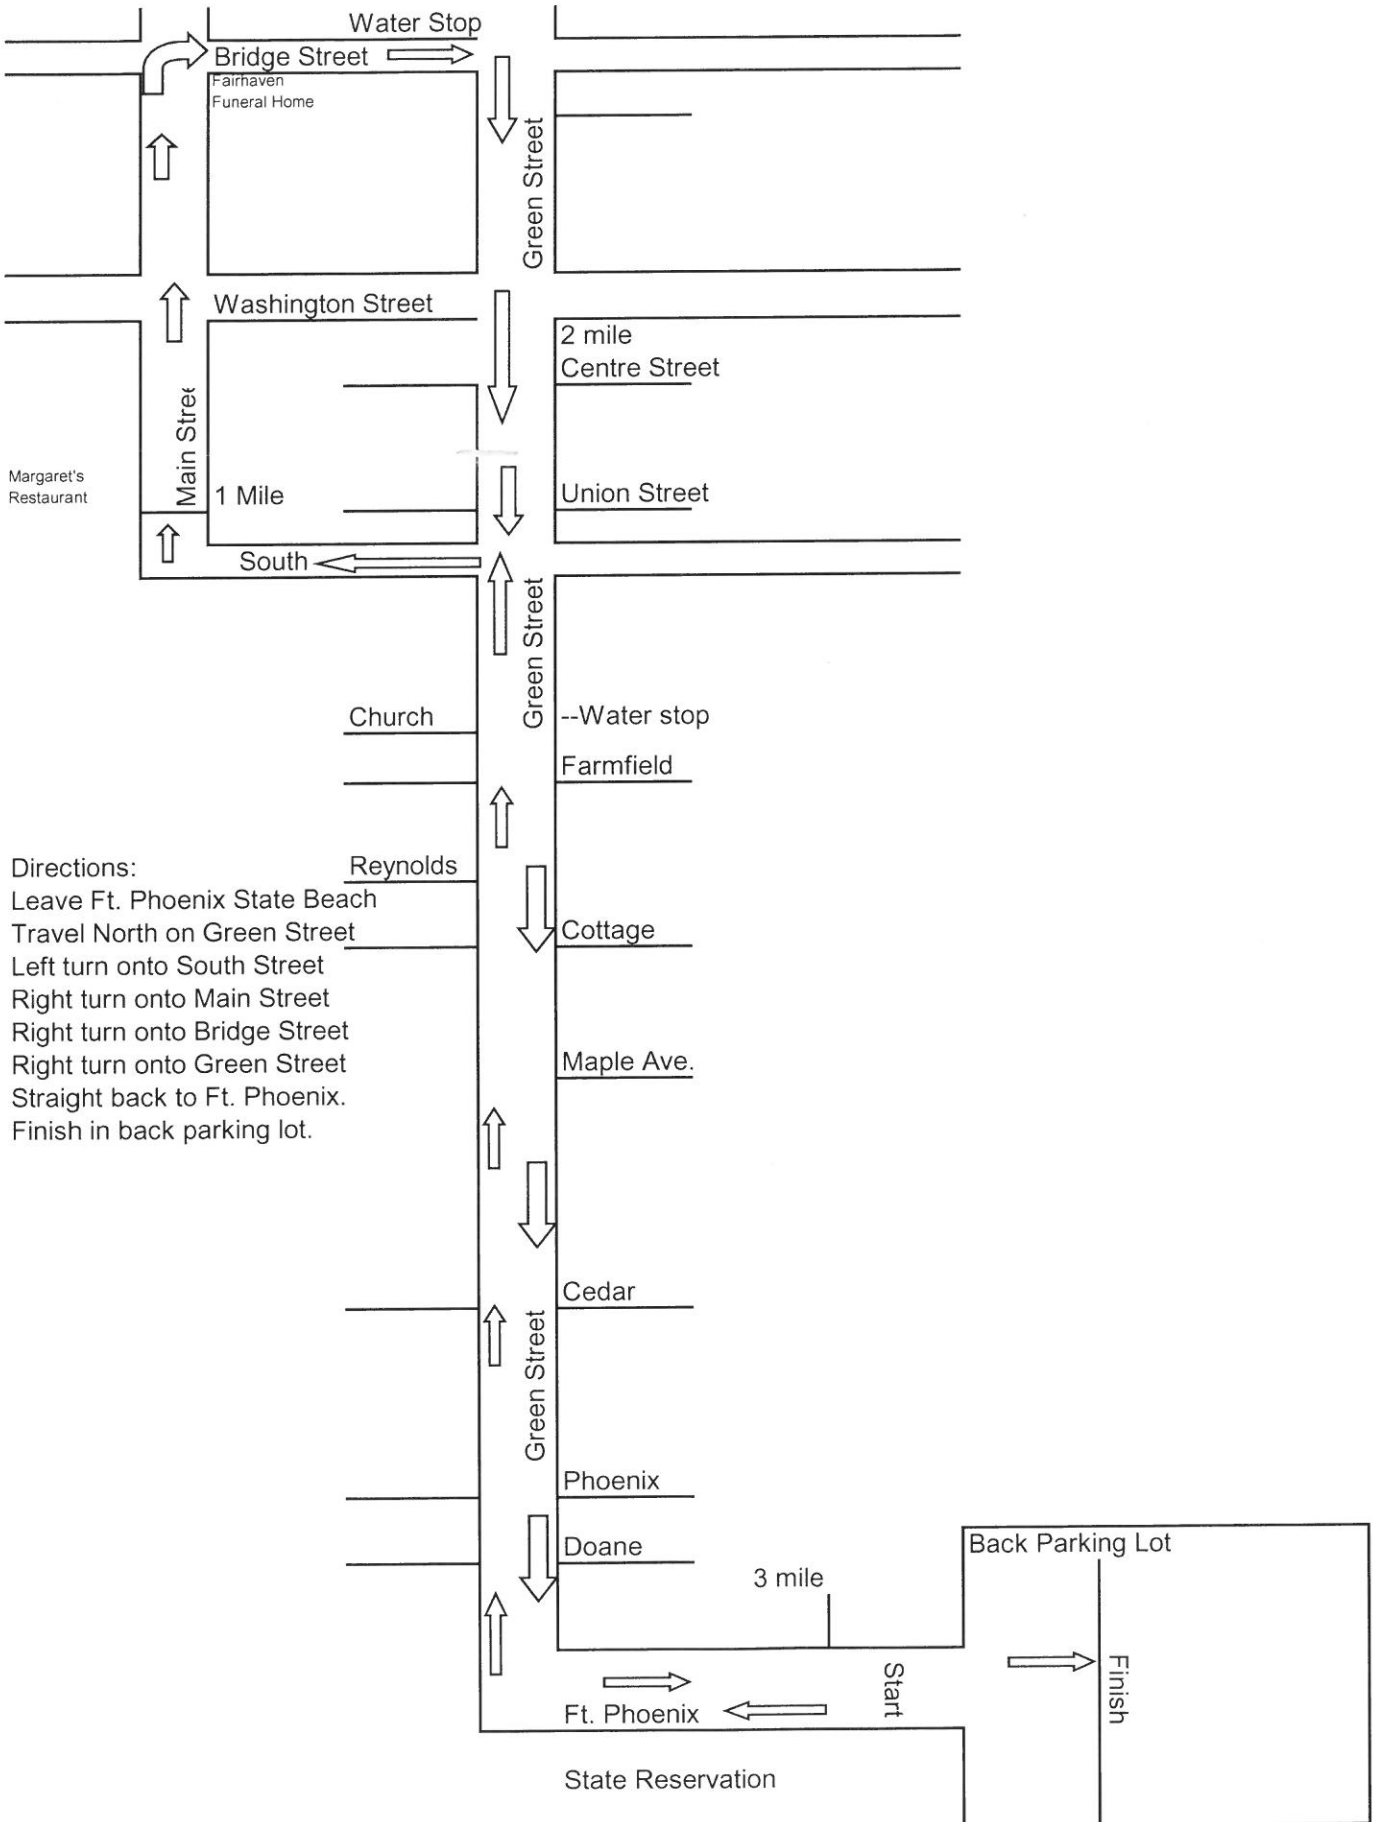 Water Stop
Bridge Street
Fairhaven
Funeral Home
Green Street
Washington Street
2 mile
Centre Street
Main Stree
Margaret's
Restaurant
1 Mile
Union Street
South
Green Street
Church
--Water stop
Farmfield
Directions:
Leave Ft. Phoenix State Beach
Travel North on Green Street
Left turn onto South Street
Right turn onto Main Street
Right turn onto Bridge Street
Right turn onto Green Street
Straight back to Ft. Phoenix.
Finish in back parking lot.
Reynolds
Cottage
Maple Ave.
Cedar
Green Street
Phoenix
Doane
3 mile
Back Parking Lot
Start
Finish
Ft. Phoenix
State Reservation